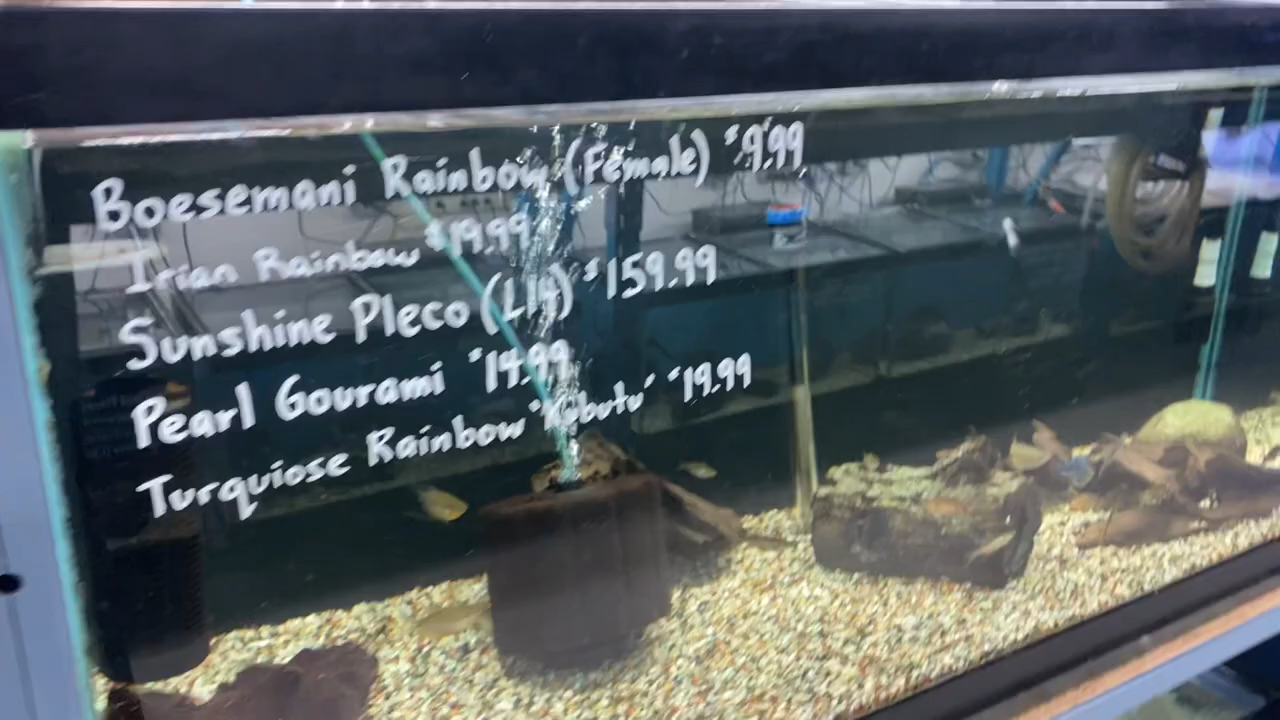 Boesemani Rainbow (Female) $9.99
Irian Rainbow $19.99
Sunshine Pleco (L14) $159.99
Pearl Gourami $14.99
Turquiose Rainbow "Kubutu" $19.99